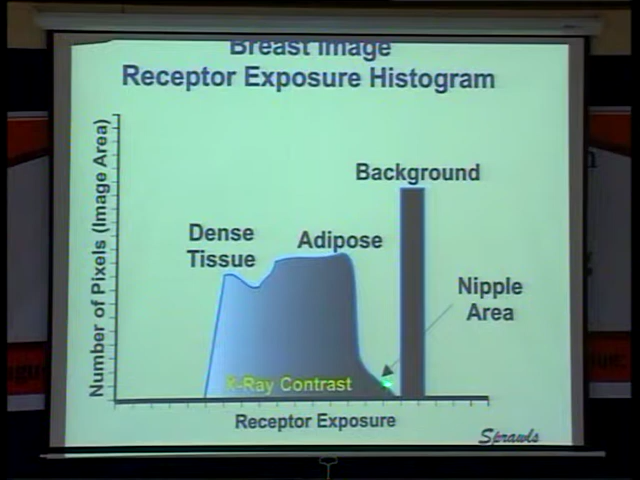 Breast Image
Receptor Exposure Histogram
Number of Pixels (Image Area)
Background
Dense
Tissue
Adipose
Nipple
Area
X-Ray Contrast
Receptor Exposure
Sprawls